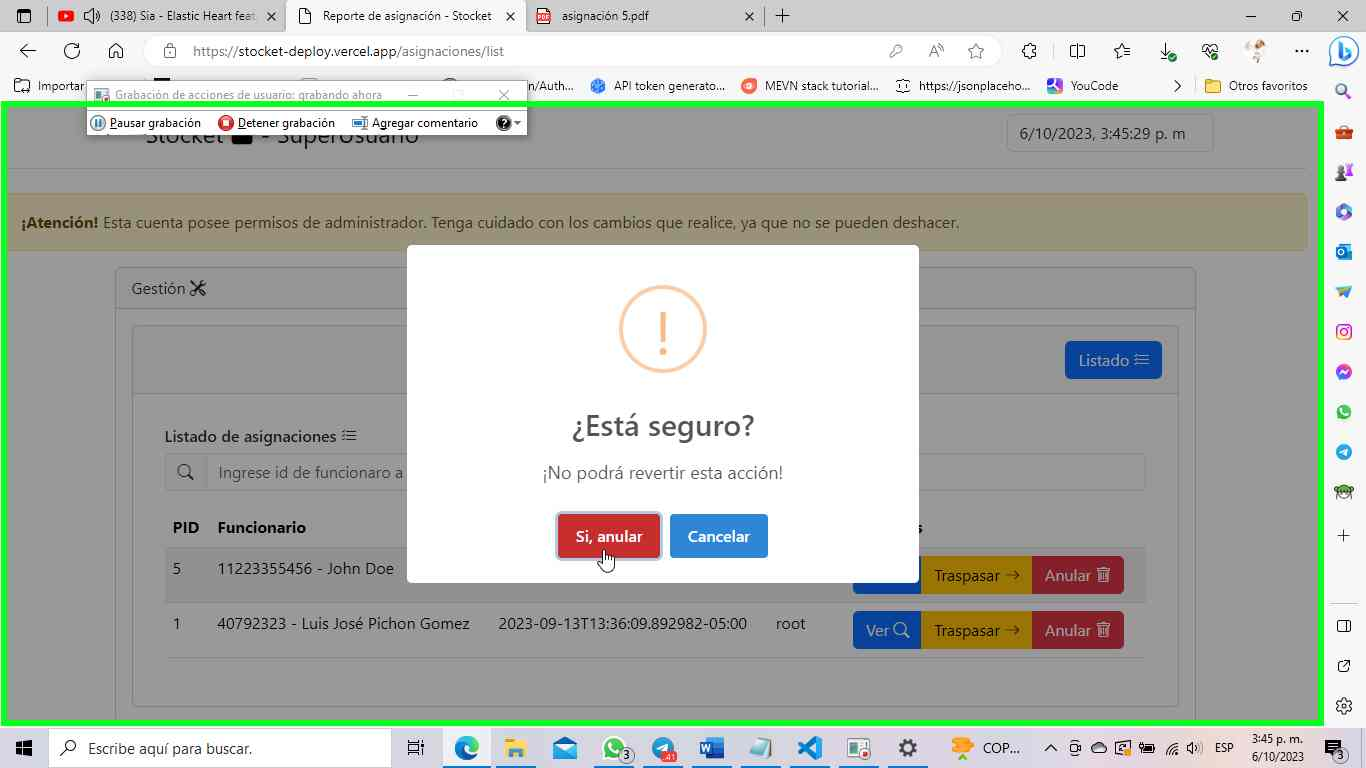 (338) Sia - Elastic Heart feat.
Reporte de asignación - Stocket
asignación 5.pdf
https://stocket-deploy.vercel.app/asignaciones/list
Importar
n/Auth...
API token generato...
MEVN stack tutorial...
https://jsonplaceho...
YouCode
Otros favoritos
Grabación de acciones de usuario: grabando ahora
Pausar grabación
Detener grabación
Agregar comentario
Stocket - SuperUsuario
6/10/2023, 3:45:29 p. m
¡Atención! Esta cuenta posee permisos de administrador. Tenga cuidado con los cambios que realice, ya que no se pueden deshacer.
Gestión
Listado
¿Está seguro?
¡No podrá revertir esta acción!
Si, anular
Cancelar
Listado de asignaciones
Ingrese id de funcionaro a
PID Funcionario
5 11223355456 - John Doe
Traspasar
Anular
1 40792323 - Luis José Pichon Gomez 2023-09-13T13:36:09.892982-05:00 root
Ver
Traspasar
Anular
Escribe aquí para buscar.
3
41
COP...
ESP
3:45 p. m.
6/10/2023
3